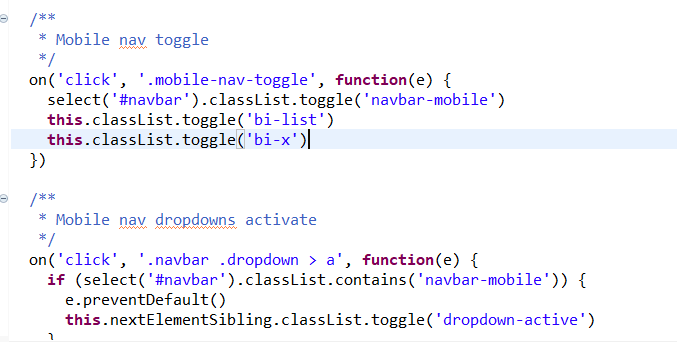 /**
 * Mobile nav toggle
 */
on('click', '.mobile-nav-toggle', function(e) {
  select('#navbar').classList.toggle('navbar-mobile')
  this.classList.toggle('bi-list')
  this.classList.toggle('bi-x')
})
/**
 * Mobile nav dropdowns activate
 */
on('click', '.navbar .dropdown > a', function(e) {
  if (select('#navbar').classList.contains('navbar-mobile')) {
    e.preventDefault()
    this.nextElementSibling.classList.toggle('dropdown-active')
  }